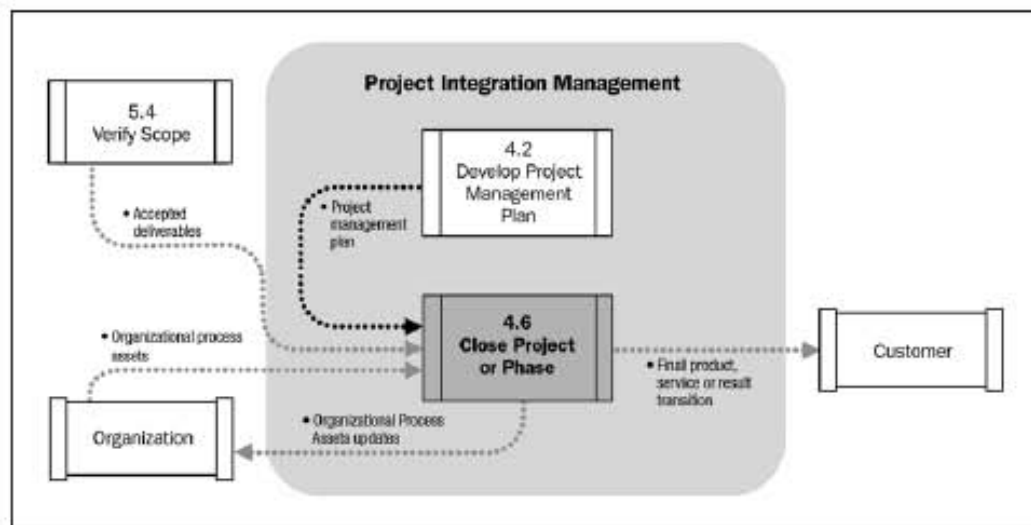 Project Integration Management
5.4
Verify Scope
4.2
Develop Project
Management
Plan
• Accepted
deliverables
• Project
management
plan
4.6
Close Project
or Phase
• Organizational process
assets
Customer
• Final product,
service or result
transition
Organization
• Organizational Process
Assets updates